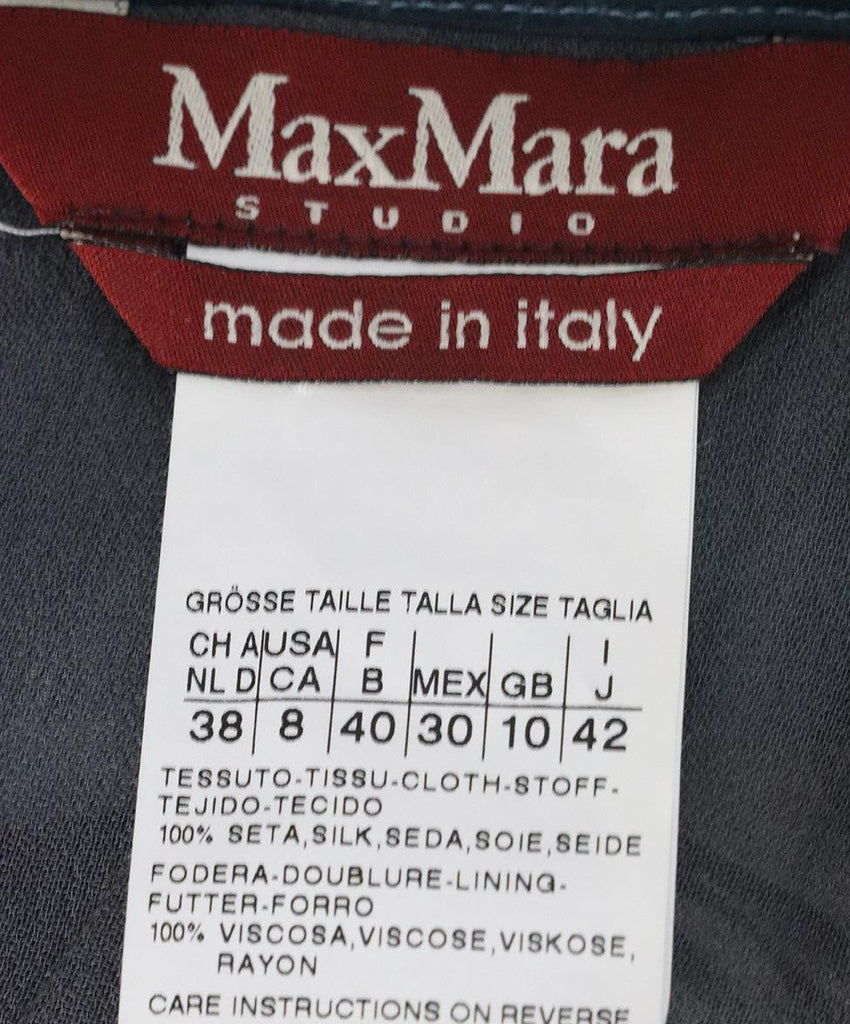 MaxMara
STUDIO
made in italy
GRÖSSE TAILLE TALLA SIZE TAGLIA
CH A USA F I
NL D CA B MEX GB J
38 8 40 30 10 42
TESSUTO-TISSU-CLOTH-STOFF-
TEJIDO-TECIDO
100% SETA,SILK,SEDA,SOIE,SEIDE
FODERA-DOUBLURE-LINING-
FUTTER-FORRO
100% VISCOSA,VISCOSE,VISKOSE,
RAYON
CARE INSTRUCTIONS ON REVERSE